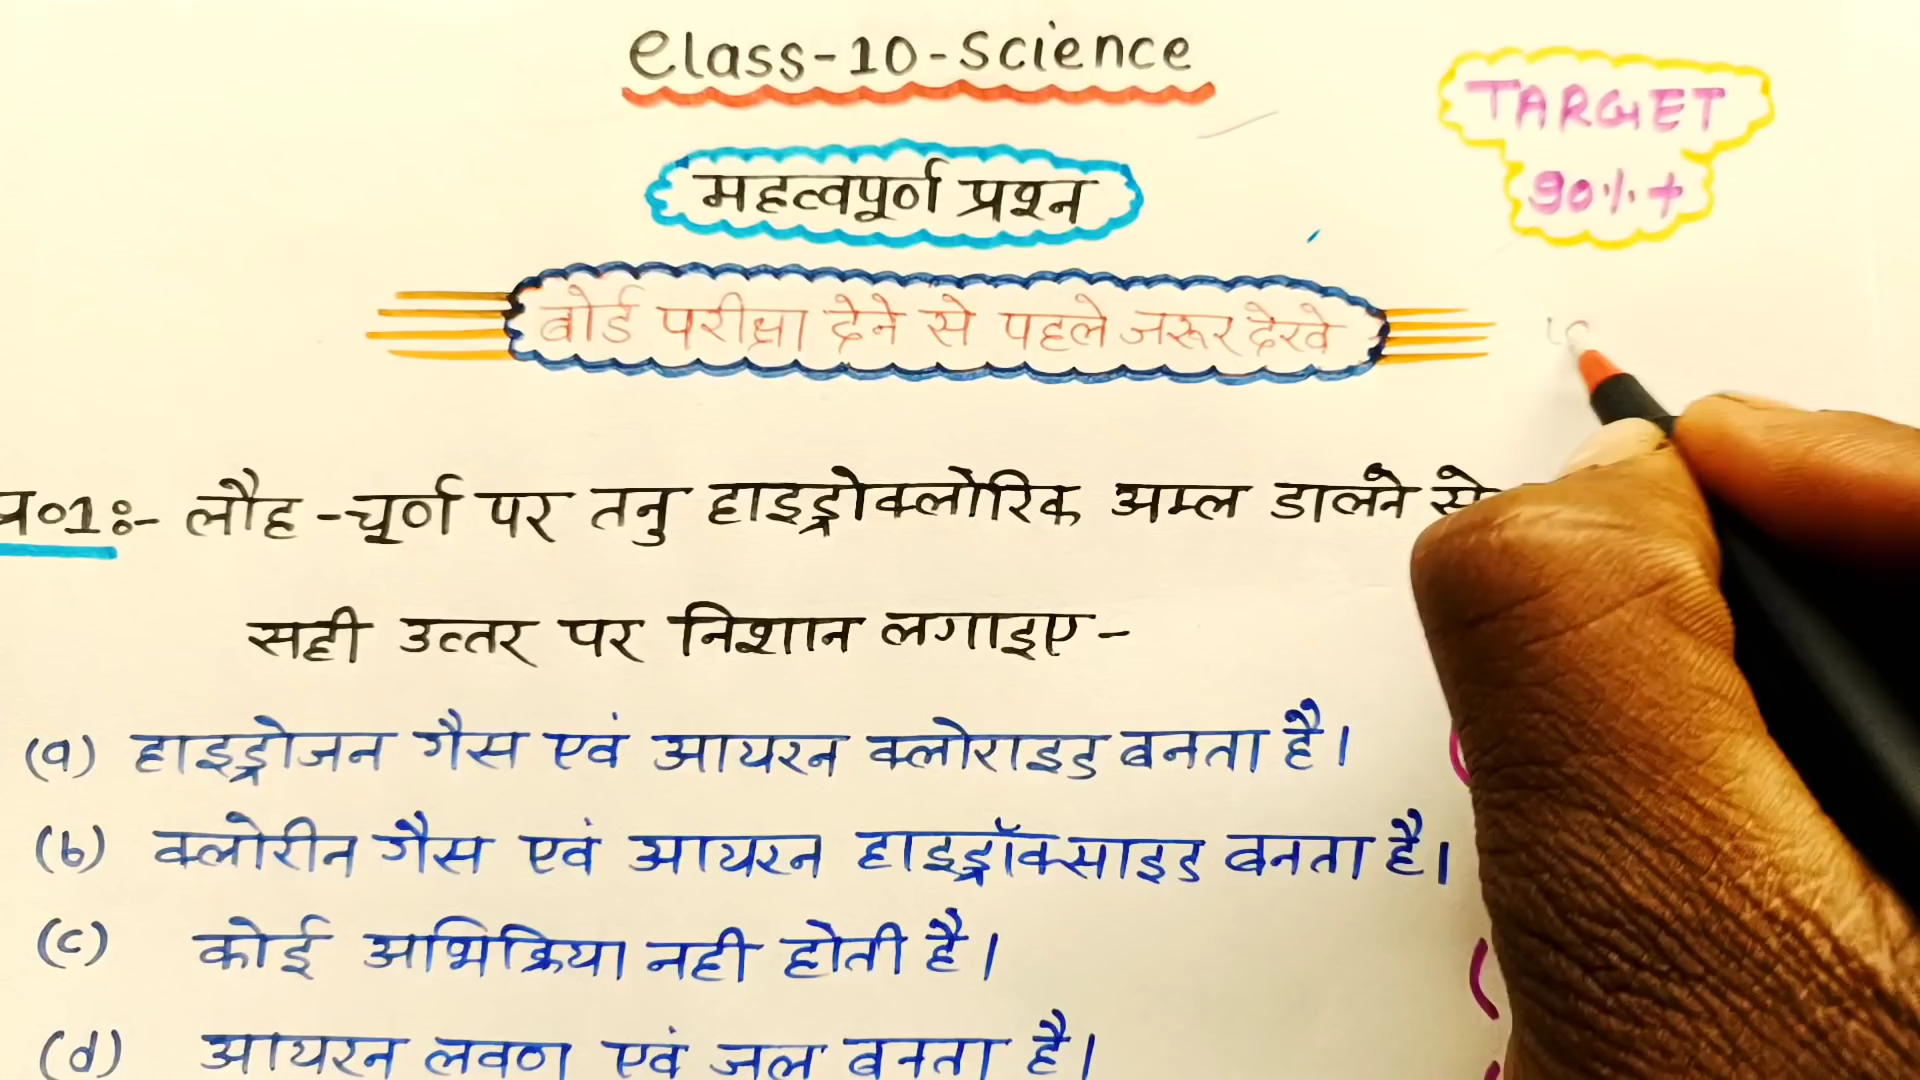 Class-10-Science
TARGET
90%+
महत्वपूर्ण प्रश्न
बोर्ड परीक्षा देने से पहले जरूर देखे
प्र०1:- लौह-चूर्ण पर तनु हाइड्रोक्लोरिक अम्ल डालने से
सही उत्तर पर निशान लगाइए-
(a) हाइड्रोजन गैस एवं आयरन क्लोराइड बनता है।
(b) क्लोरीन गैस एवं आयरन हाइड्रॉक्साइड बनता है।
(c) कोई अभिक्रिया नही होती है।
(d) आयरन लवण एवं जल बनता है।